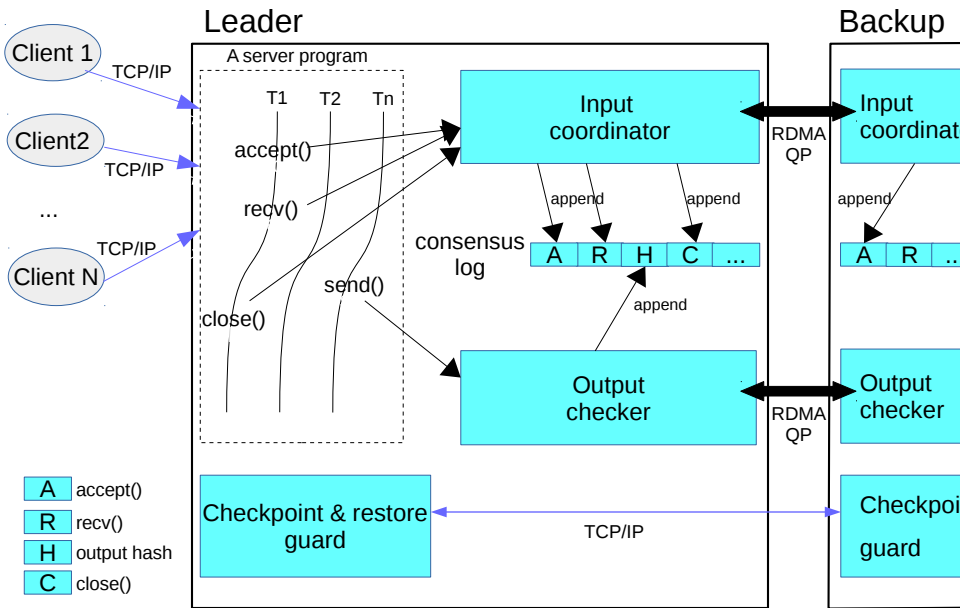 Leader
Backup
Client 1
TCP/IP
Client2
TCP/IP
...
TCP/IP
Client N
A server program
T1
T2
Tn
accept()
recv()
send()
close()
Input
coordinator
RDMA
QP
Input
coordinato
append
append
append
append
consensus
log
A
R
H
C
...
A
R
..
append
Output
checker
RDMA
QP
Output
checker
Checkpoint & restore
guard
TCP/IP
Checkpoin
guard
A accept()
R recv()
H output hash
C close()